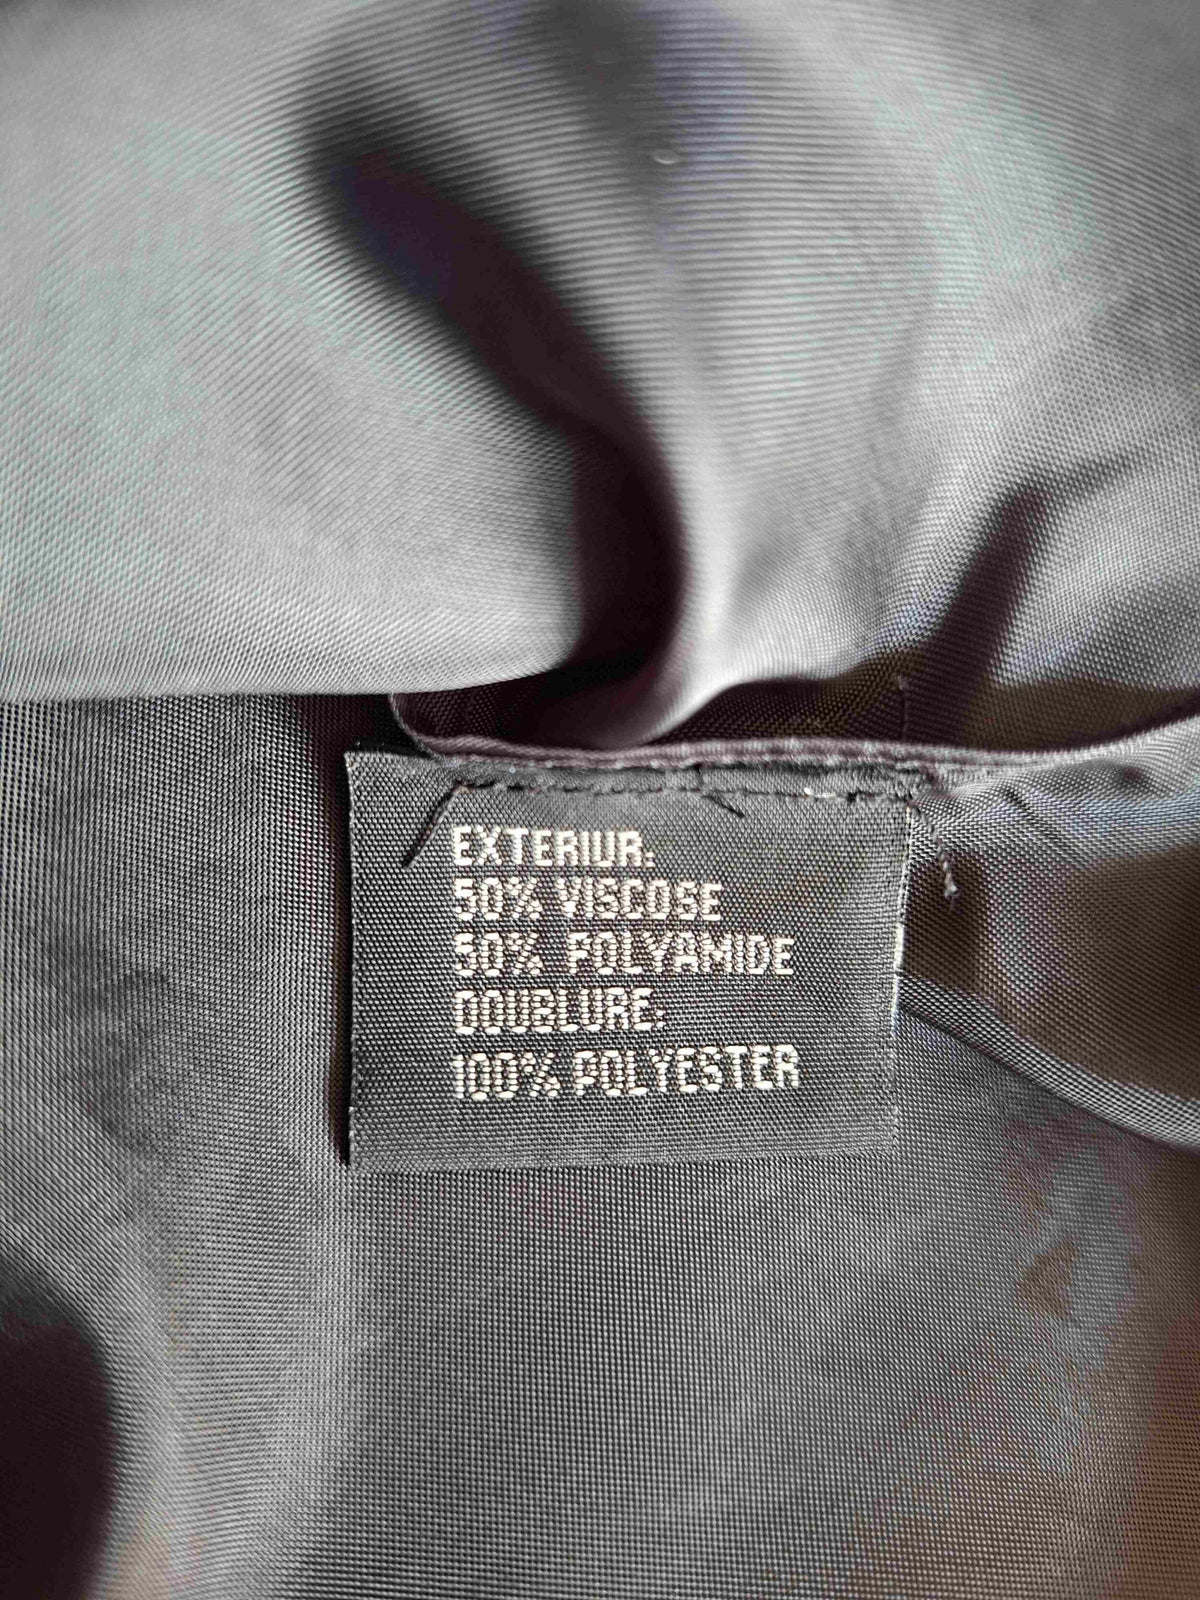 EXTERIUR:
50% VISCOSE
50% POLYAMIDE
DOUBLURE:
100% POLYESTER